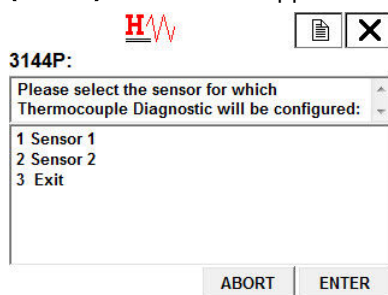 H
3144P:
Please select the sensor for which
Thermocouple Diagnostic will be configured:
1 Sensor 1
2 Sensor 2
3 Exit
ABORT ENTER